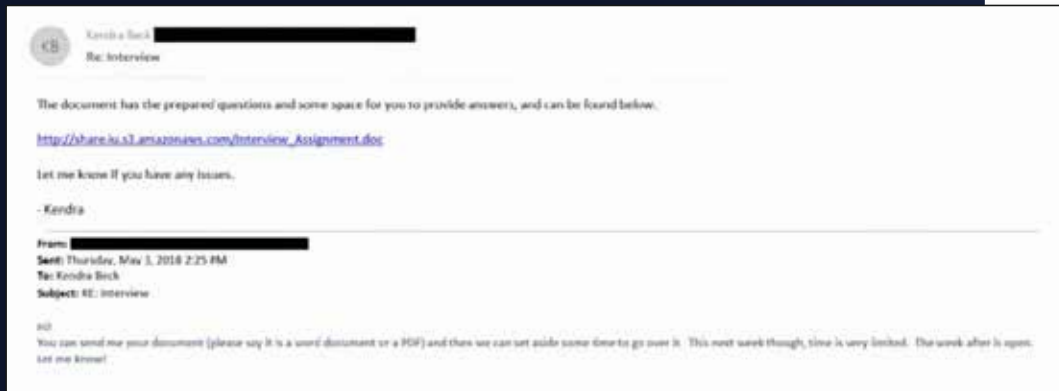 KB
Kendra Beck
Re: Interview
The document has the prepared questions and some space for you to provide answers, and can be found below.
http://share.iu.s3.amazonaws.com/Interview_Assignment.doc
Let me know if you have any issues.
- Kendra
From:
Sent: Thursday, May 3, 2018 2:25 PM
To: Kendra Beck
Subject: RE: Interview
You can send me your document (please say it is a word document or a PDF) and then we can set aside some time to go over it. This next week though, time is very limited. The week after is open.
Let me know!